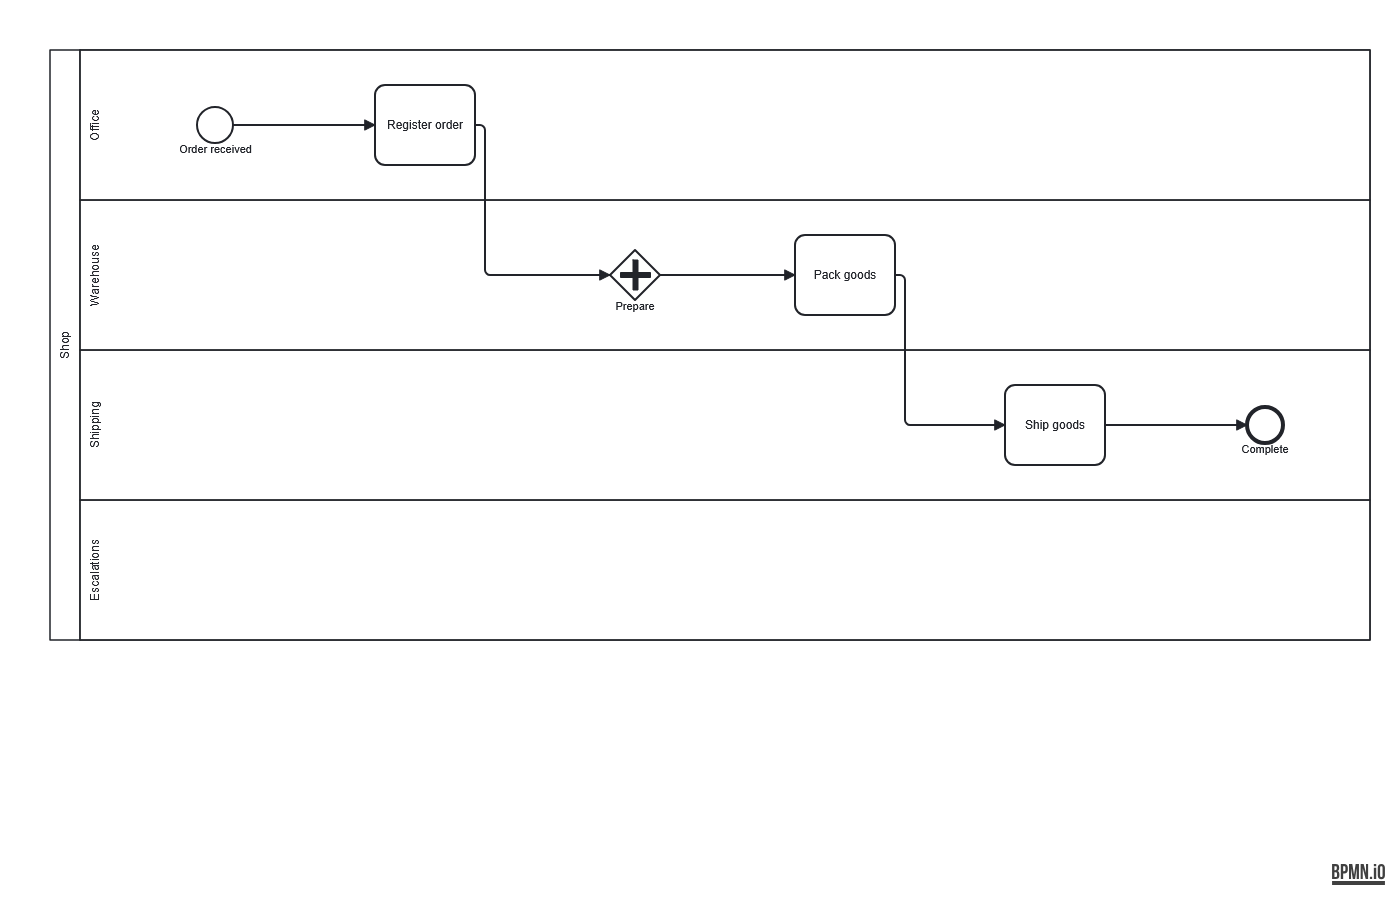 Shop
Office
Order received
Register order
Warehouse
Prepare
Pack goods
Shipping
Ship goods
Complete
Escalations
BPMN.iO